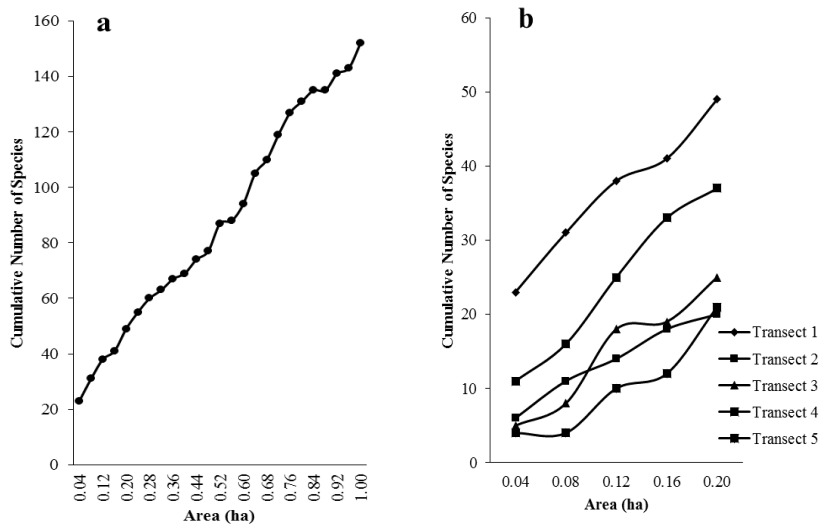 a
Cumulative Number of Species
160
140
120
100
80
60
40
20
0
0.04
0.12
0.20
0.28
0.36
0.44
0.52
0.60
0.68
0.76
0.84
0.92
1.00
Area (ha)
b
Cumulative Number of Species
60
50
40
30
20
10
0
0.04 0.08 0.12 0.16 0.20
Area (ha)
Transect 1
Transect 2
Transect 3
Transect 4
Transect 5